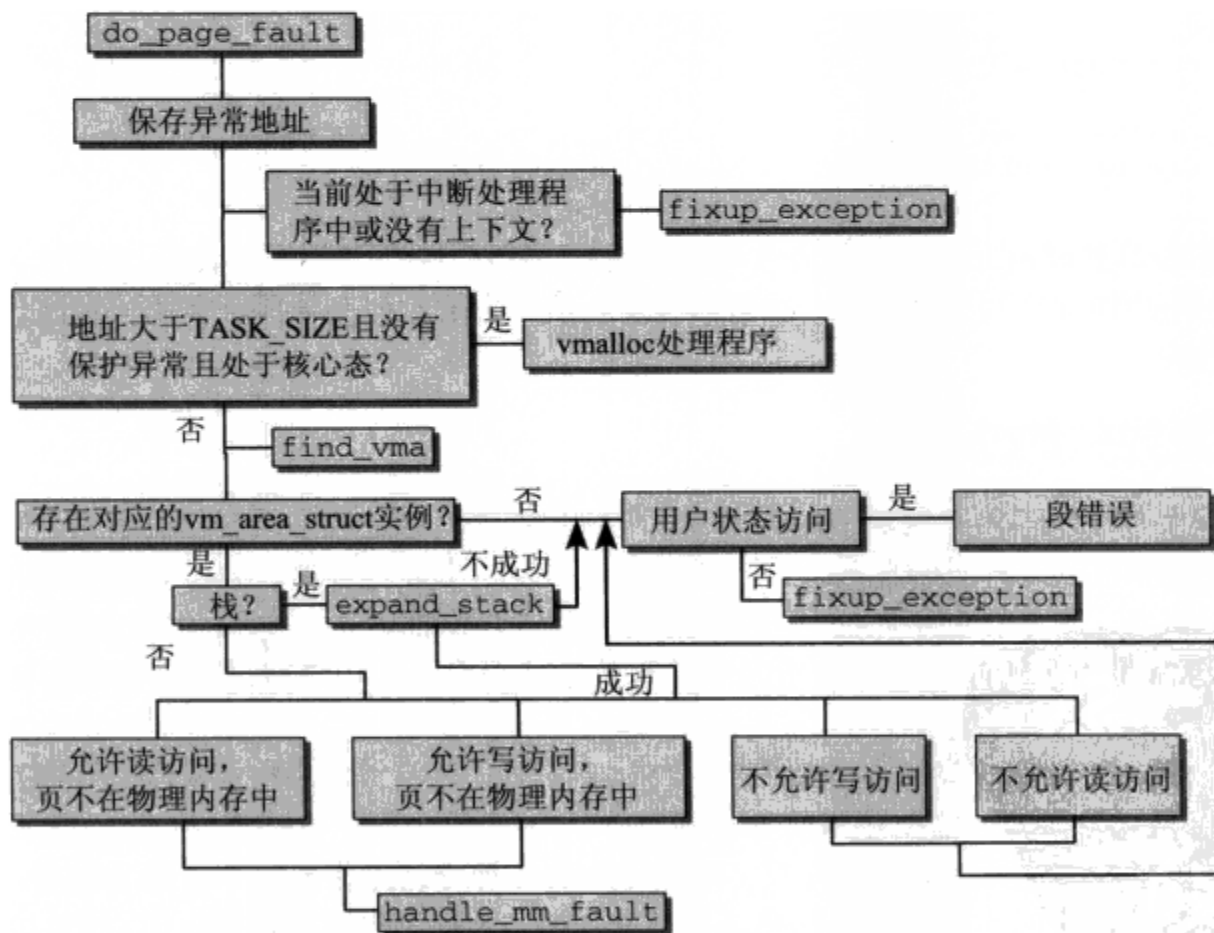 do_page_fault
保存异常地址
当前处于中断处理程
序中或没有上下文?
fixup_exception
地址大于TASK_SIZE且没有
保护异常且处于核心态?
是
vmalloc处理程序
否
find_vma
存在对应的vm_area_struct实例?
否
用户状态访问
是
段错误
是
栈?
是
expand_stack
不成功
否
fixup_exception
否
成功
允许读访问,
页不在物理内存中
允许写访问,
页不在物理内存中
不允许写访问
不允许读访问
handle_mm_fault